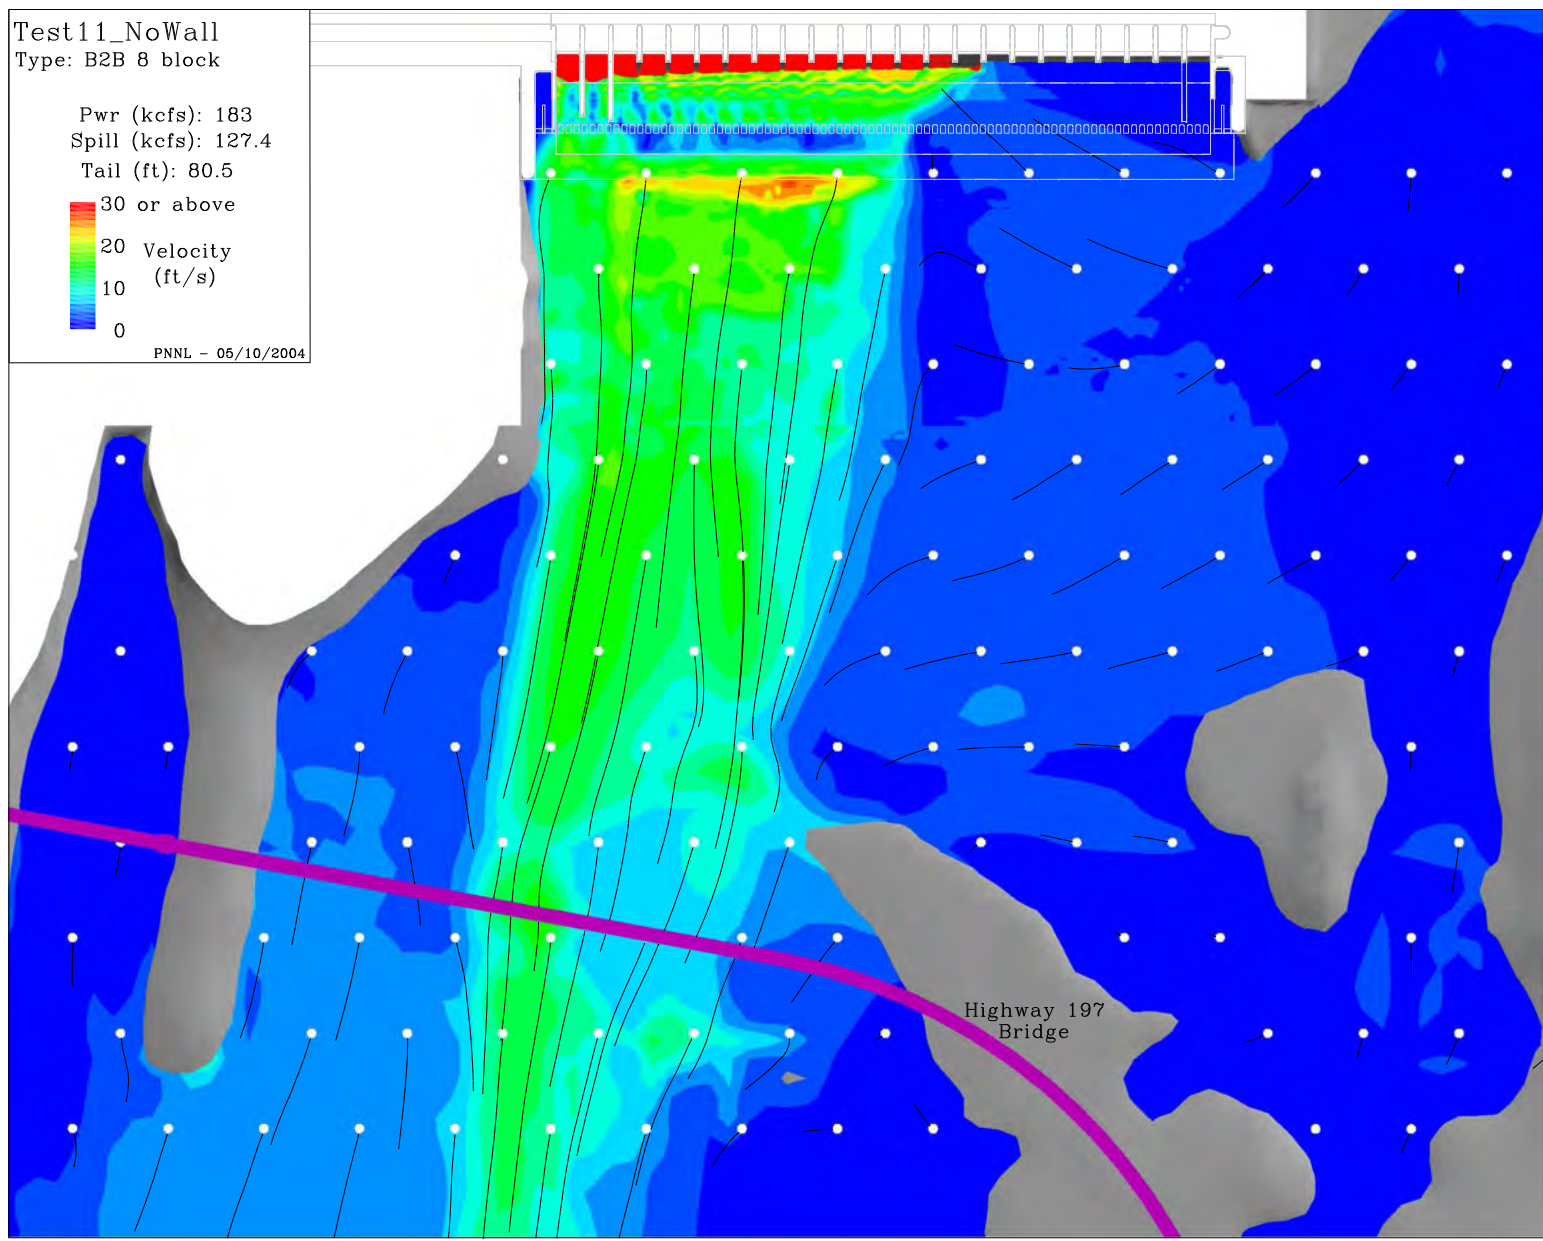 Test11_NoWall
Type: B2B 8 block
Pwr (kcfs): 183
Spill (kcfs): 127.4
Tail (ft): 80.5
30 or above
20
Velocity
(ft/s)
10
0
PNNL - 05/10/2004
Highway 197
Bridge